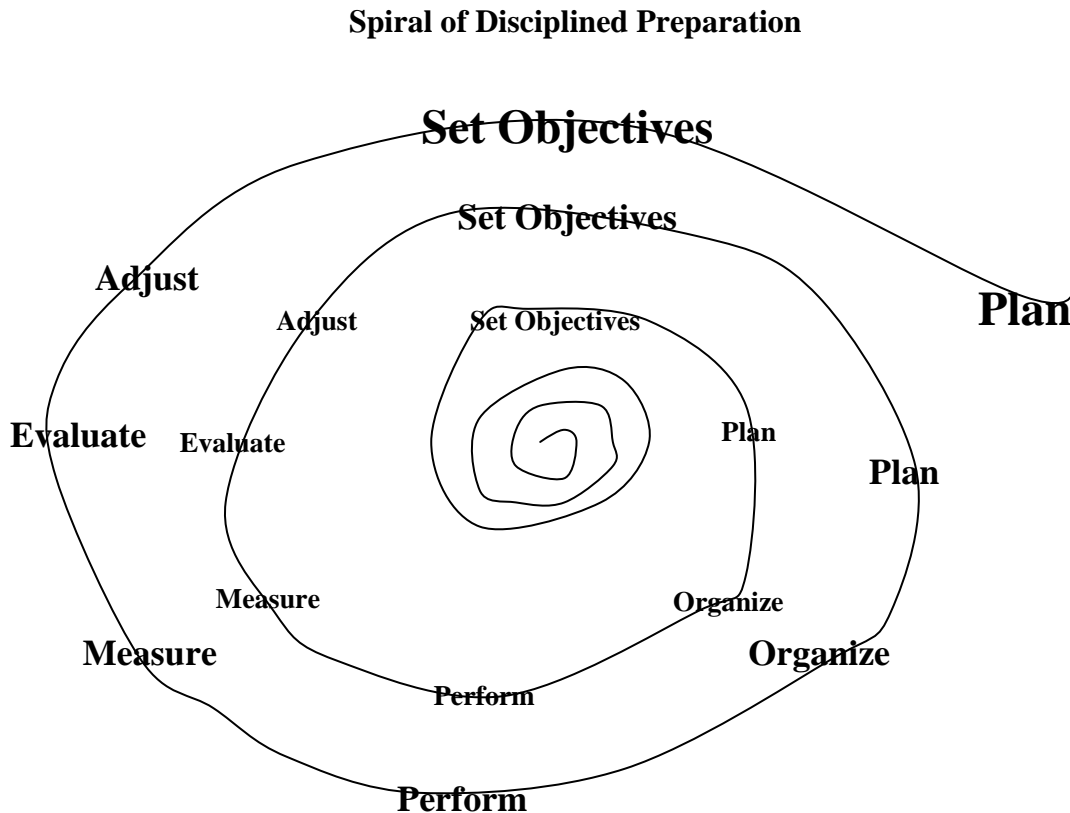 Spiral of Disciplined Preparation
Set Objectives
Set Objectives
Adjust
Plan
Adjust
Set Objectives
Evaluate
Evaluate
Plan
Plan
Measure
Organize
Measure
Organize
Perform
Perform